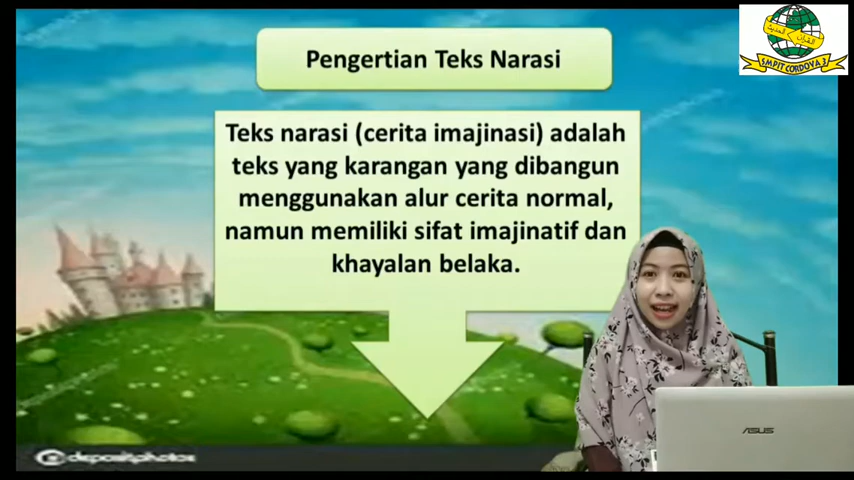 Pengertian Teks Narasi
Teks narasi (cerita imajinasi) adalah
teks yang karangan yang dibangun
menggunakan alur cerita normal,
namun memiliki sifat imajinatif dan
khayalan belaka.
SMPIT CORDOVA 3
ASUS
depositphotos